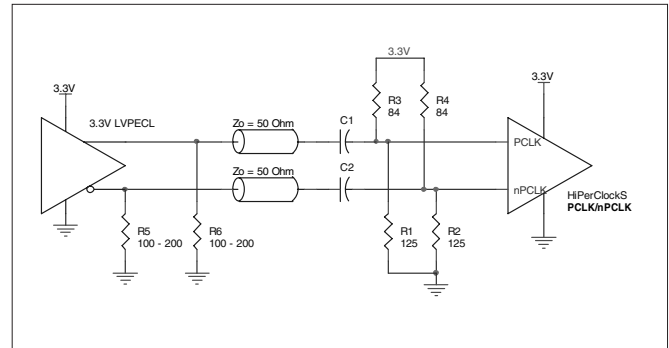 3.3V
3.3V LVPECL
R5
100 - 200
R6
100 - 200
Zo = 50 Ohm
Zo = 50 Ohm
C1
C2
3.3V
R3
84
R4
84
R1
125
R2
125
3.3V
PCLK
nPCLK
HiPerClockS
PCLK/nPCLK